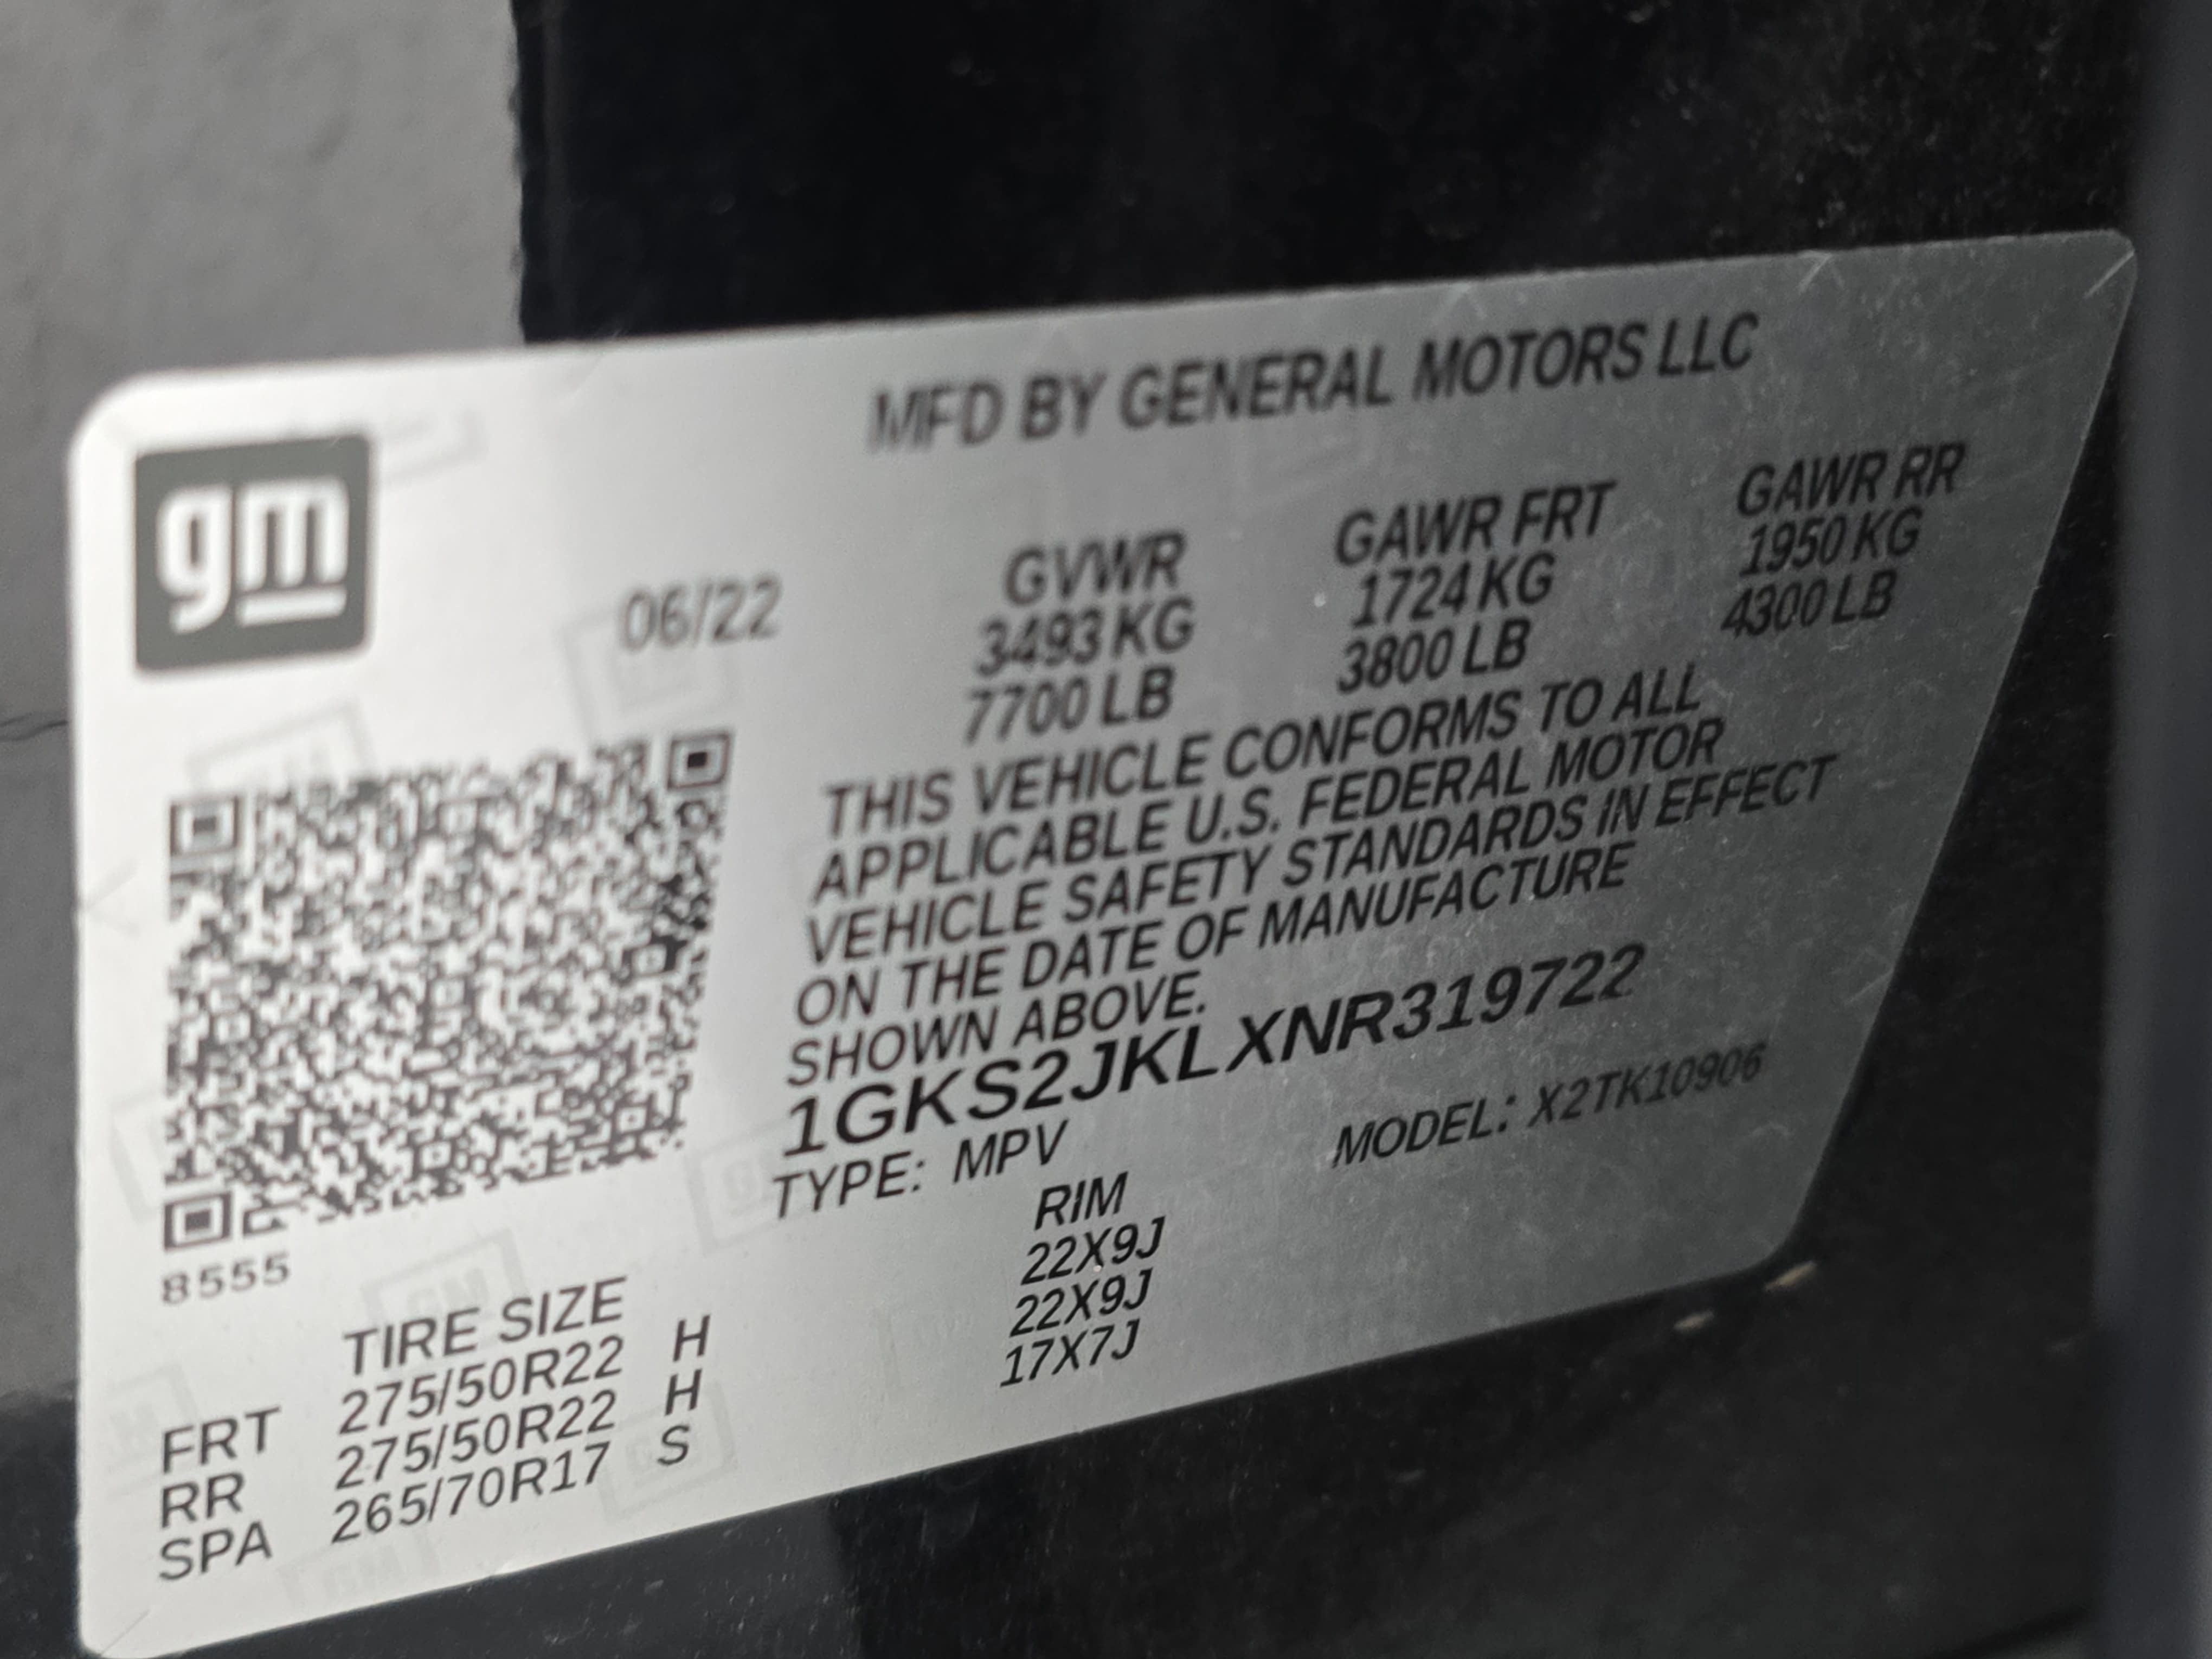 gm
MFD BY GENERAL MOTORS LLC
06/22
GVWR GAWR FRT GAWR RR
3493 KG 1724 KG 1950 KG
7700 LB 3800 LB 4300 LB
THIS VEHICLE CONFORMS TO ALL
APPLICABLE U.S. FEDERAL MOTOR
VEHICLE SAFETY STANDARDS IN EFFECT
ON THE DATE OF MANUFACTURE
SHOWN ABOVE.
1GKS2JKLXNR319722
TYPE: MPV MODEL: X2TK10906
8555
TIRE SIZE RIM
FRT 275/50R22 H 22X9J
RR 275/50R22 H 22X9J
SPA 265/70R17 S 17X7J